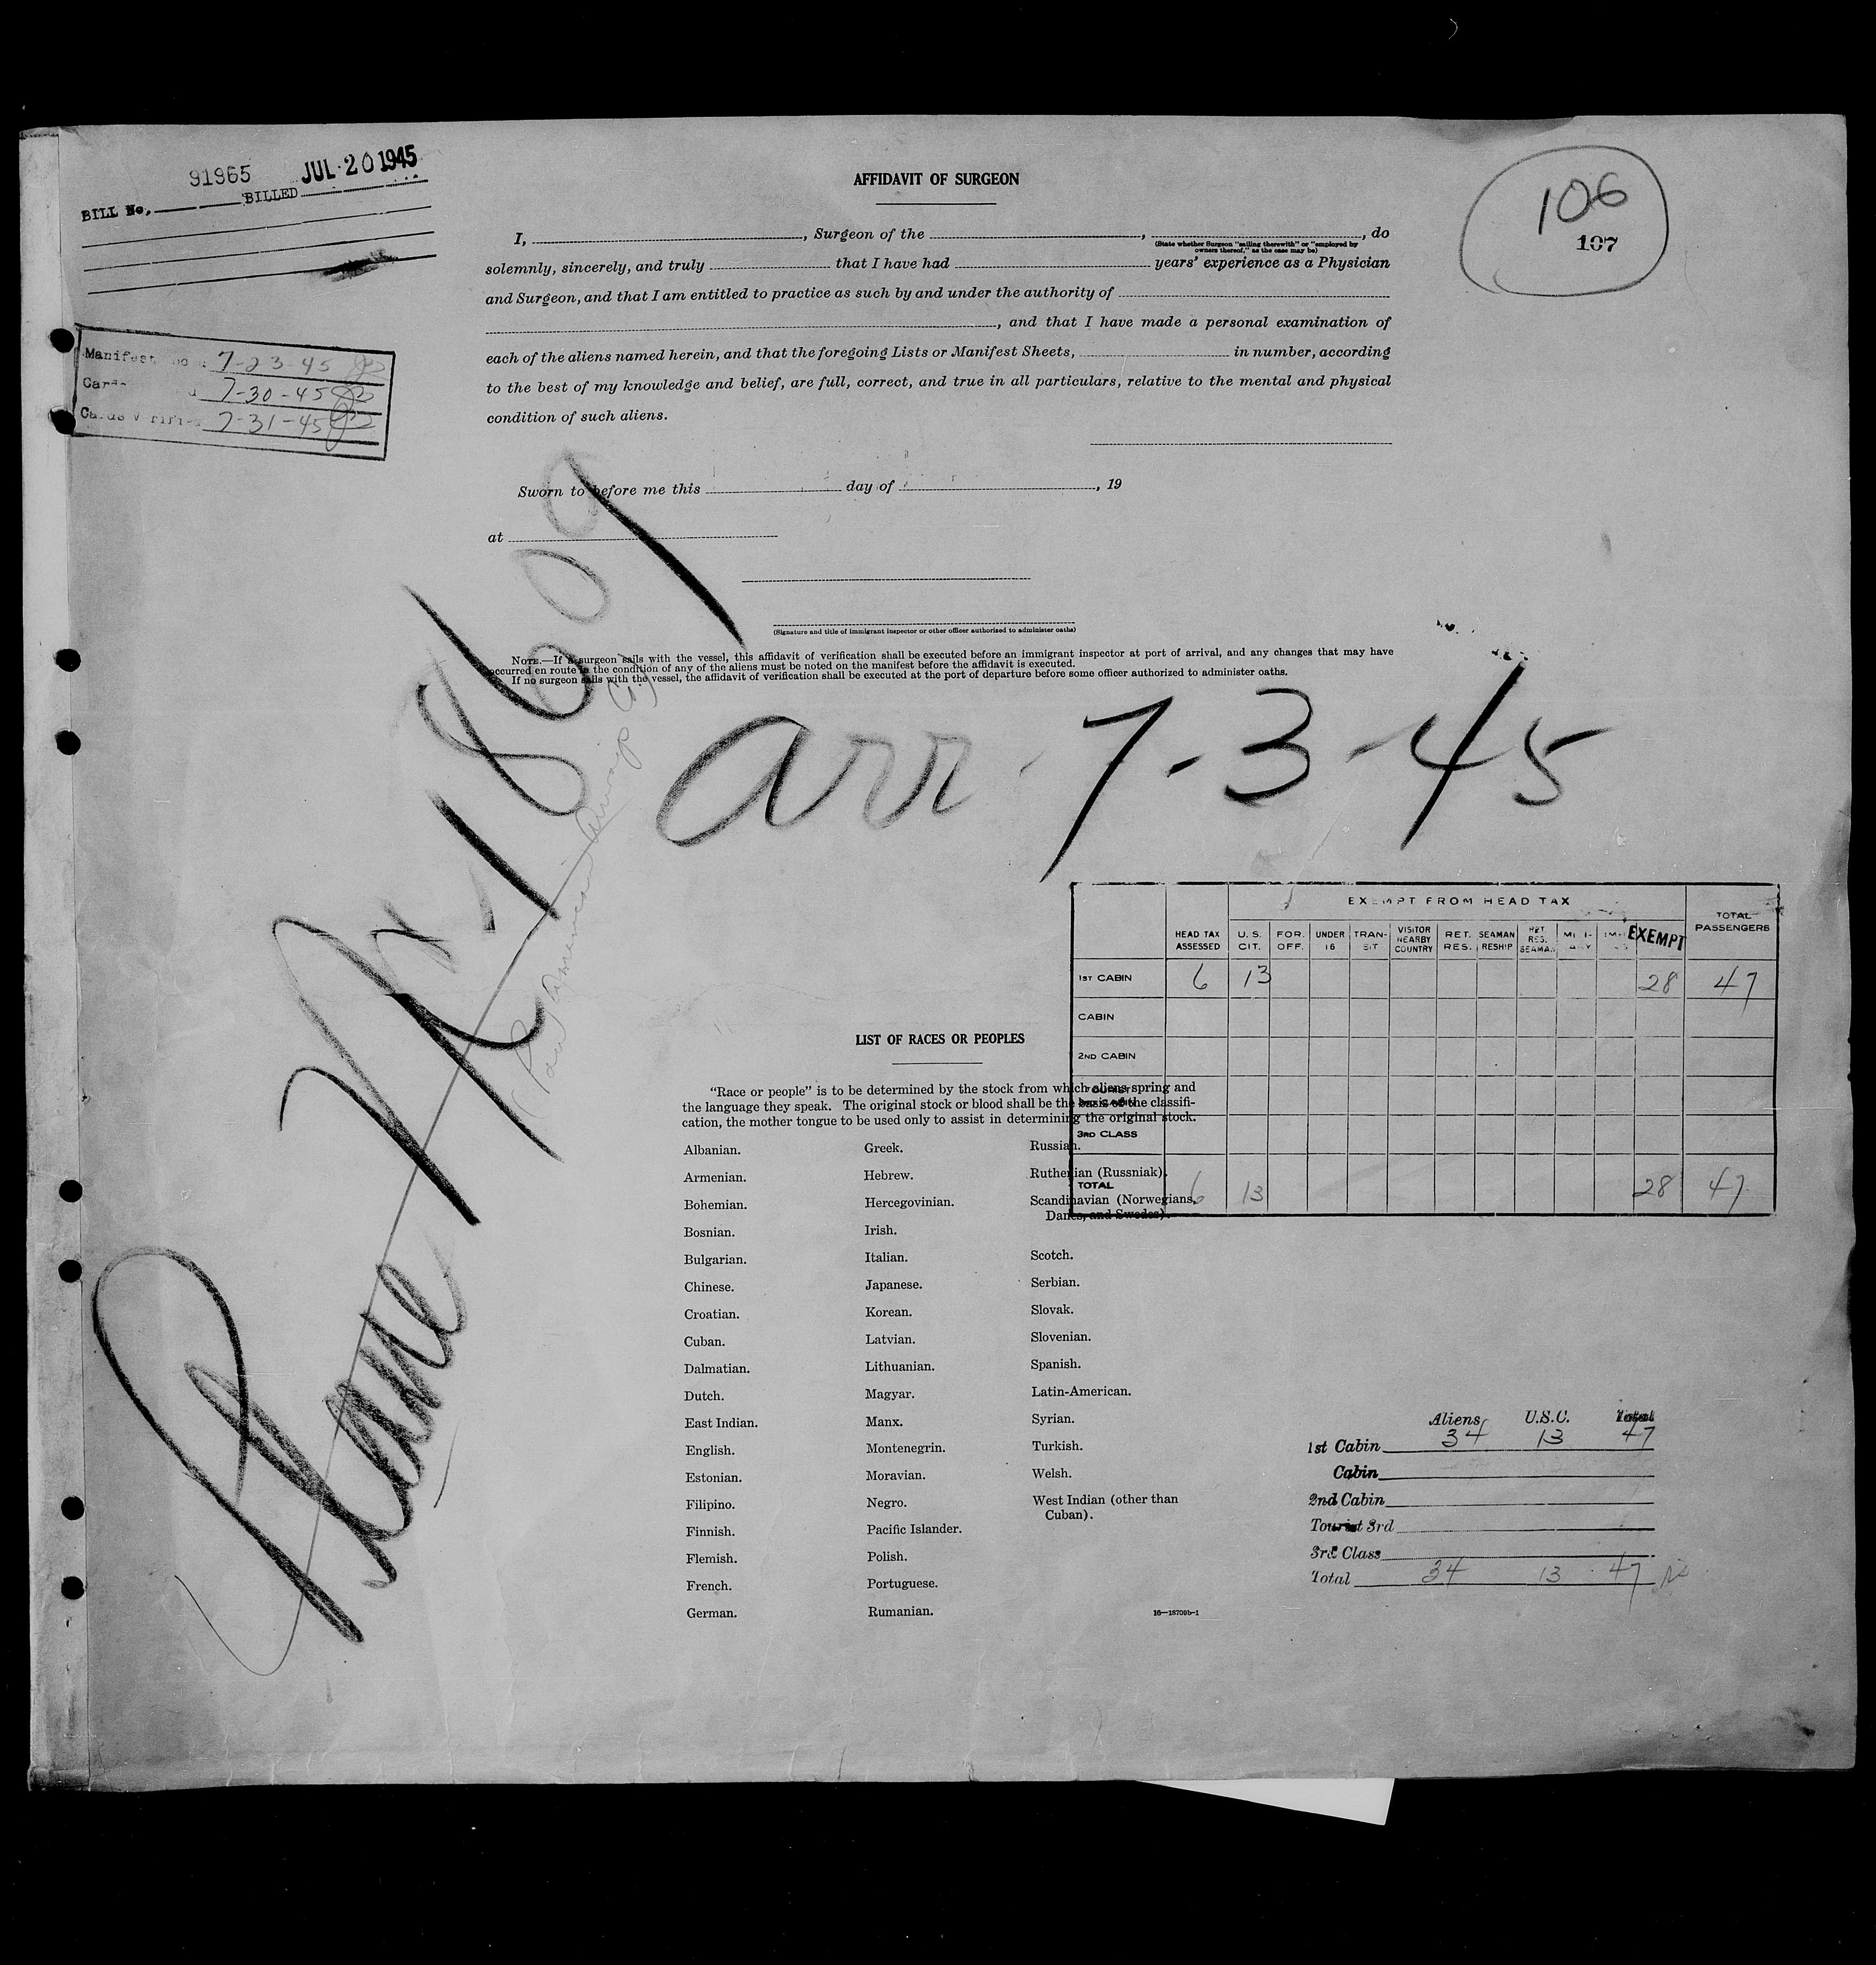 91965 JUL 20 1945
BILL No. BILLED
Manifest 7-23-45
7-30-45
Cards Verified 7-31-45
106
107
AFFIDAVIT OF SURGEON
I, , Surgeon of the , , do
(State whether Surgeon "sailing therewith" or "employed by
owners thereof," as the case may be)
solemnly, sincerely, and truly that I have had years' experience as a Physician
and Surgeon, and that I am entitled to practice as such by and under the authority of
, and that I have made a personal examination of
each of the aliens named herein, and that the foregoing Lists or Manifest Sheets, in number, according
to the best of my knowledge and belief, are full, correct, and true in all particulars, relative to the mental and physical
condition of such aliens.
Sworn to before me this day of , 19
at
(Signature and title of immigrant inspector or other officer authorized to administer oaths)
NOTE.—If a surgeon sails with the vessel, this affidavit of verification shall be executed before an immigrant inspector at port of arrival, and any changes that may have
occurred en route in the condition of any of the aliens must be noted on the manifest before the affidavit is executed.
If no surgeon sails with the vessel, the affidavit of verification shall be executed at the port of departure before some officer authorized to administer oaths.
arr - 7-3-45
Plane NX 18609
Pan American Airways
EXEMPT FROM HEAD TAX
HEAD TAX ASSESSED U. S. CIT. FOR. OFF. UNDER 16 TRANSIT VISITOR NEARBY COUNTRY RET. RES. SEAMAN RESHIP RET. RES. SEAMAN EXEMPT TOTAL PASSENGERS
1ST CABIN 6 13 28 47
CABIN
2ND CABIN
3RD CLASS
TOTAL 6 13 28 47
LIST OF RACES OR PEOPLES
"Race or people" is to be determined by the stock from which aliens spring and
the language they speak. The original stock or blood shall be the basis of the classifi-
cation, the mother tongue to be used only to assist in determining the original stock.
Albanian.
Armenian.
Bohemian.
Bosnian.
Bulgarian.
Chinese.
Croatian.
Cuban.
Dalmatian.
Dutch.
East Indian.
English.
Estonian.
Filipino.
Finnish.
Flemish.
French.
German.
Greek.
Hebrew.
Hercegovinian.
Irish.
Italian.
Japanese.
Korean.
Latvian.
Lithuanian.
Magyar.
Manx.
Montenegrin.
Moravian.
Negro.
Pacific Islander.
Polish.
Portuguese.
Rumanian.
Russian.
Ruthenian (Russniak).
Scandinavian (Norwegians,
Danes, and Swedes).
Scotch.
Serbian.
Slovak.
Slovenian.
Spanish.
Latin-American.
Syrian.
Turkish.
Welsh.
West Indian (other than
Cuban).
16—18709b-1
Aliens U.S.C. Total
1st Cabin 34 13 47
Cabin
2nd Cabin
Tourist 3rd
3rd Class
Total 34 13 47